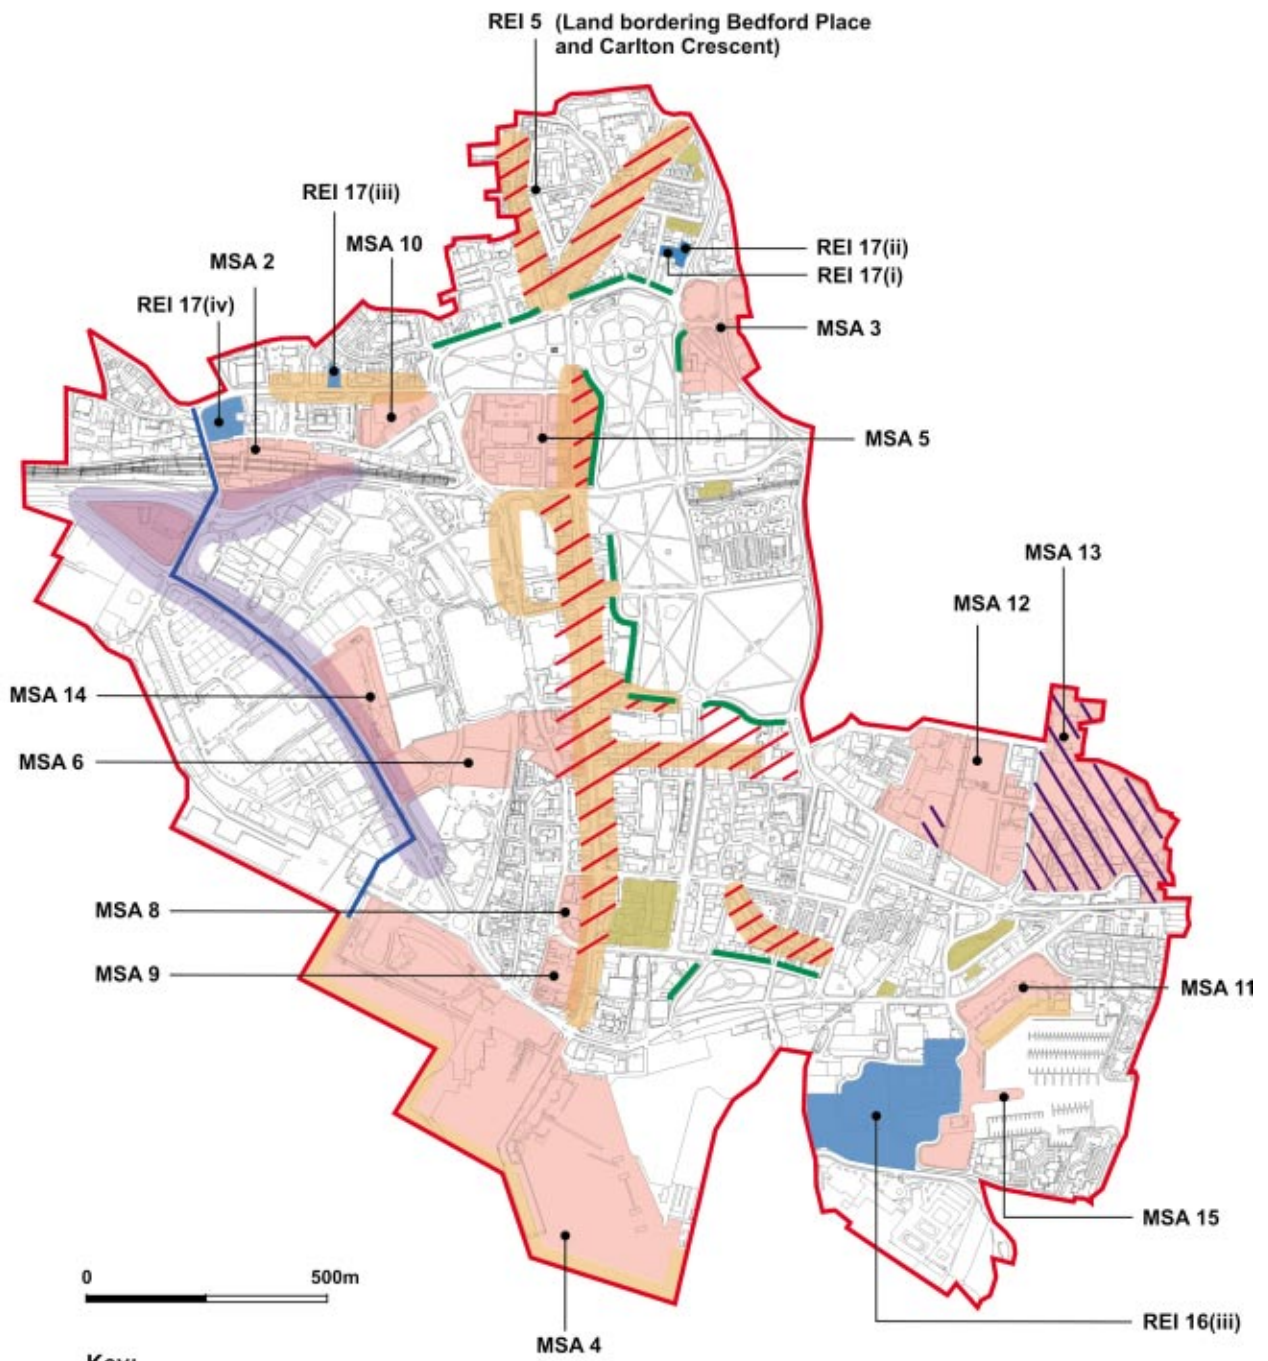 REI 5 (Land bordering Bedford Place
and Carlton Crescent)
REI 17(iii)
MSA 10
MSA 2
REI 17(iv)
REI 17(ii)
REI 17(i)
MSA 3
MSA 5
MSA 13
MSA 12
MSA 14
MSA 6
MSA 8
MSA 9
MSA 11
MSA 15
0 500m
REI 16(iii)
MSA 4
Key: